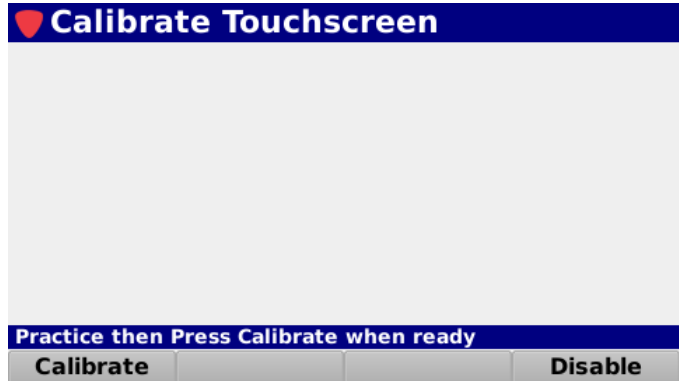 Calibrate Touchscreen
Practice then Press Calibrate when ready
Calibrate Disable